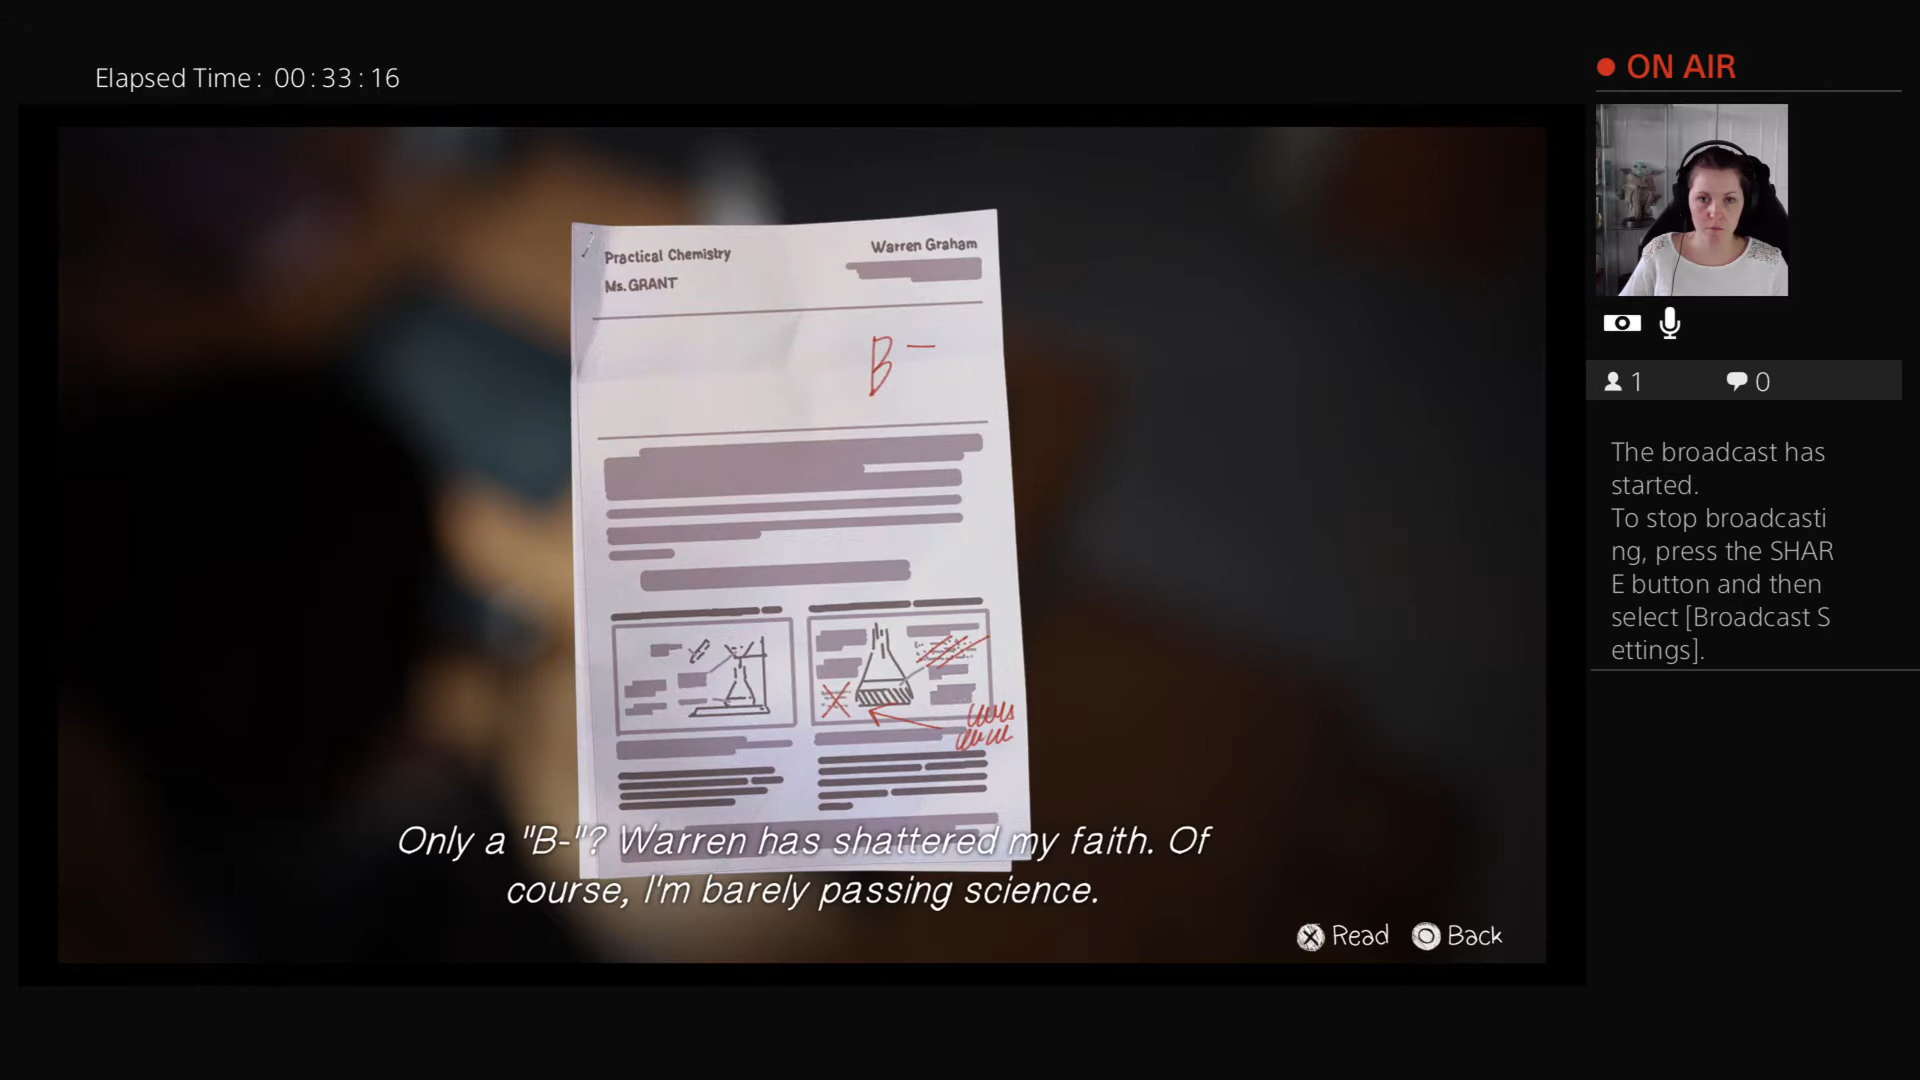 Elapsed Time: 00:33:16
ON AIR
Practical Chemistry
Warren Graham
Ms. GRANT
B-
Only a "B-"? Warren has shattered my faith. Of
course, I'm barely passing science.
Read
Back
1
0
The broadcast has
started.
To stop broadcasti
ng, press the SHAR
E button and then
select [Broadcast S
ettings].